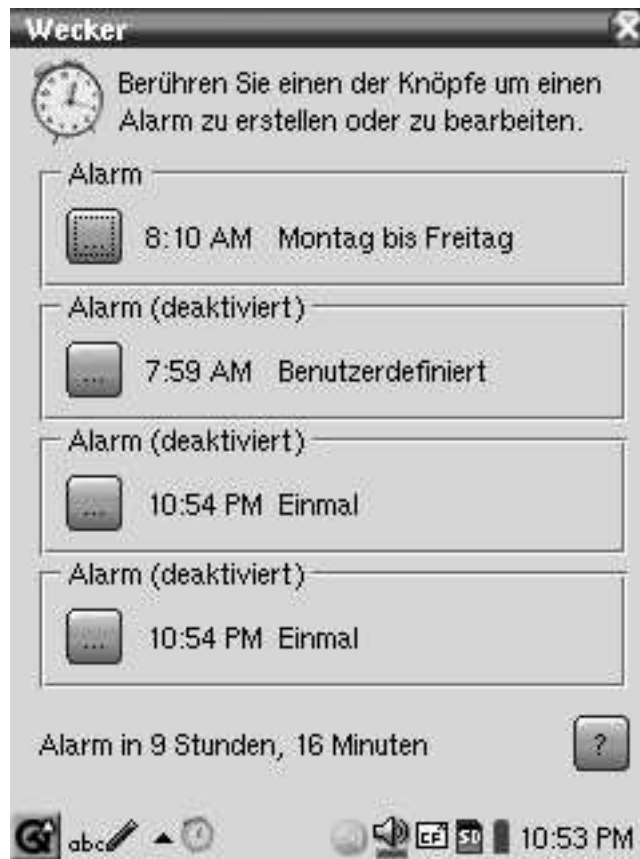 Wecker
Berühren Sie einen der Knöpfe um einen
Alarm zu erstellen oder zu bearbeiten.
Alarm
... 8:10 AM Montag bis Freitag
Alarm (deaktiviert)
... 7:59 AM Benutzerdefiniert
Alarm (deaktiviert)
... 10:54 PM Einmal
Alarm (deaktiviert)
... 10:54 PM Einmal
Alarm in 9 Stunden, 16 Minuten ?
abc CF SD 10:53 PM